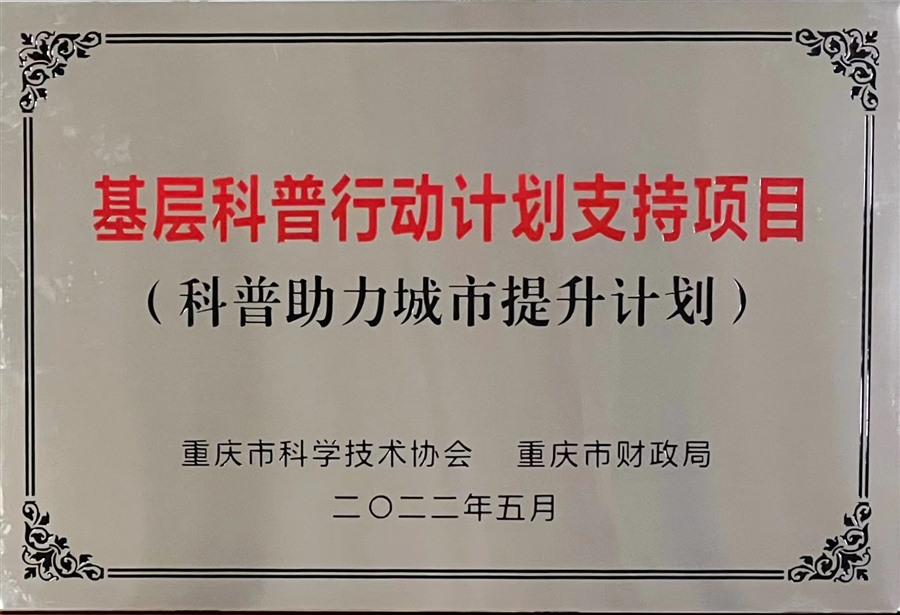 基层科普行动计划支持项目
（科普助力城市提升计划）
重庆市科学技术协会 重庆市财政局
二〇二二年五月